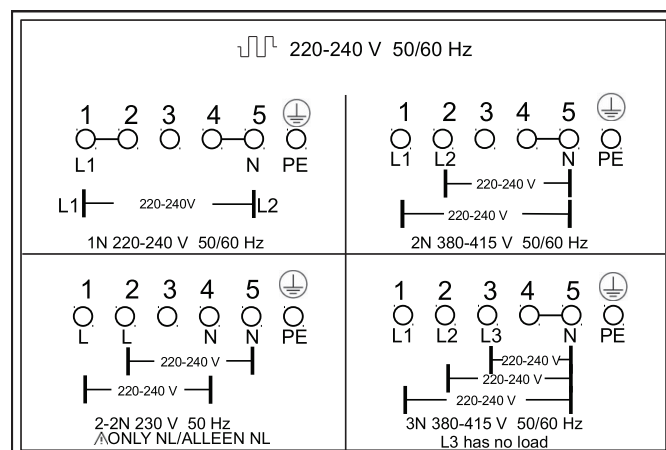 220-240 V 50/60 Hz
1 2 3 4 5
L1 N PE
L1 220-240V L2
1N 220-240 V 50/60 Hz
1 2 3 4 5
L1 L2 N PE
220-240 V
220-240 V
2N 380-415 V 50/60 Hz
1 2 3 4 5
L L N N PE
220-240 V
220-240 V
2-2N 230 V 50 Hz
⚠ONLY NL/ALLEEN NL
1 2 3 4 5
L1 L2 L3 N PE
220-240 V
220-240 V
220-240 V
3N 380-415 V 50/60 Hz
L3 has no load